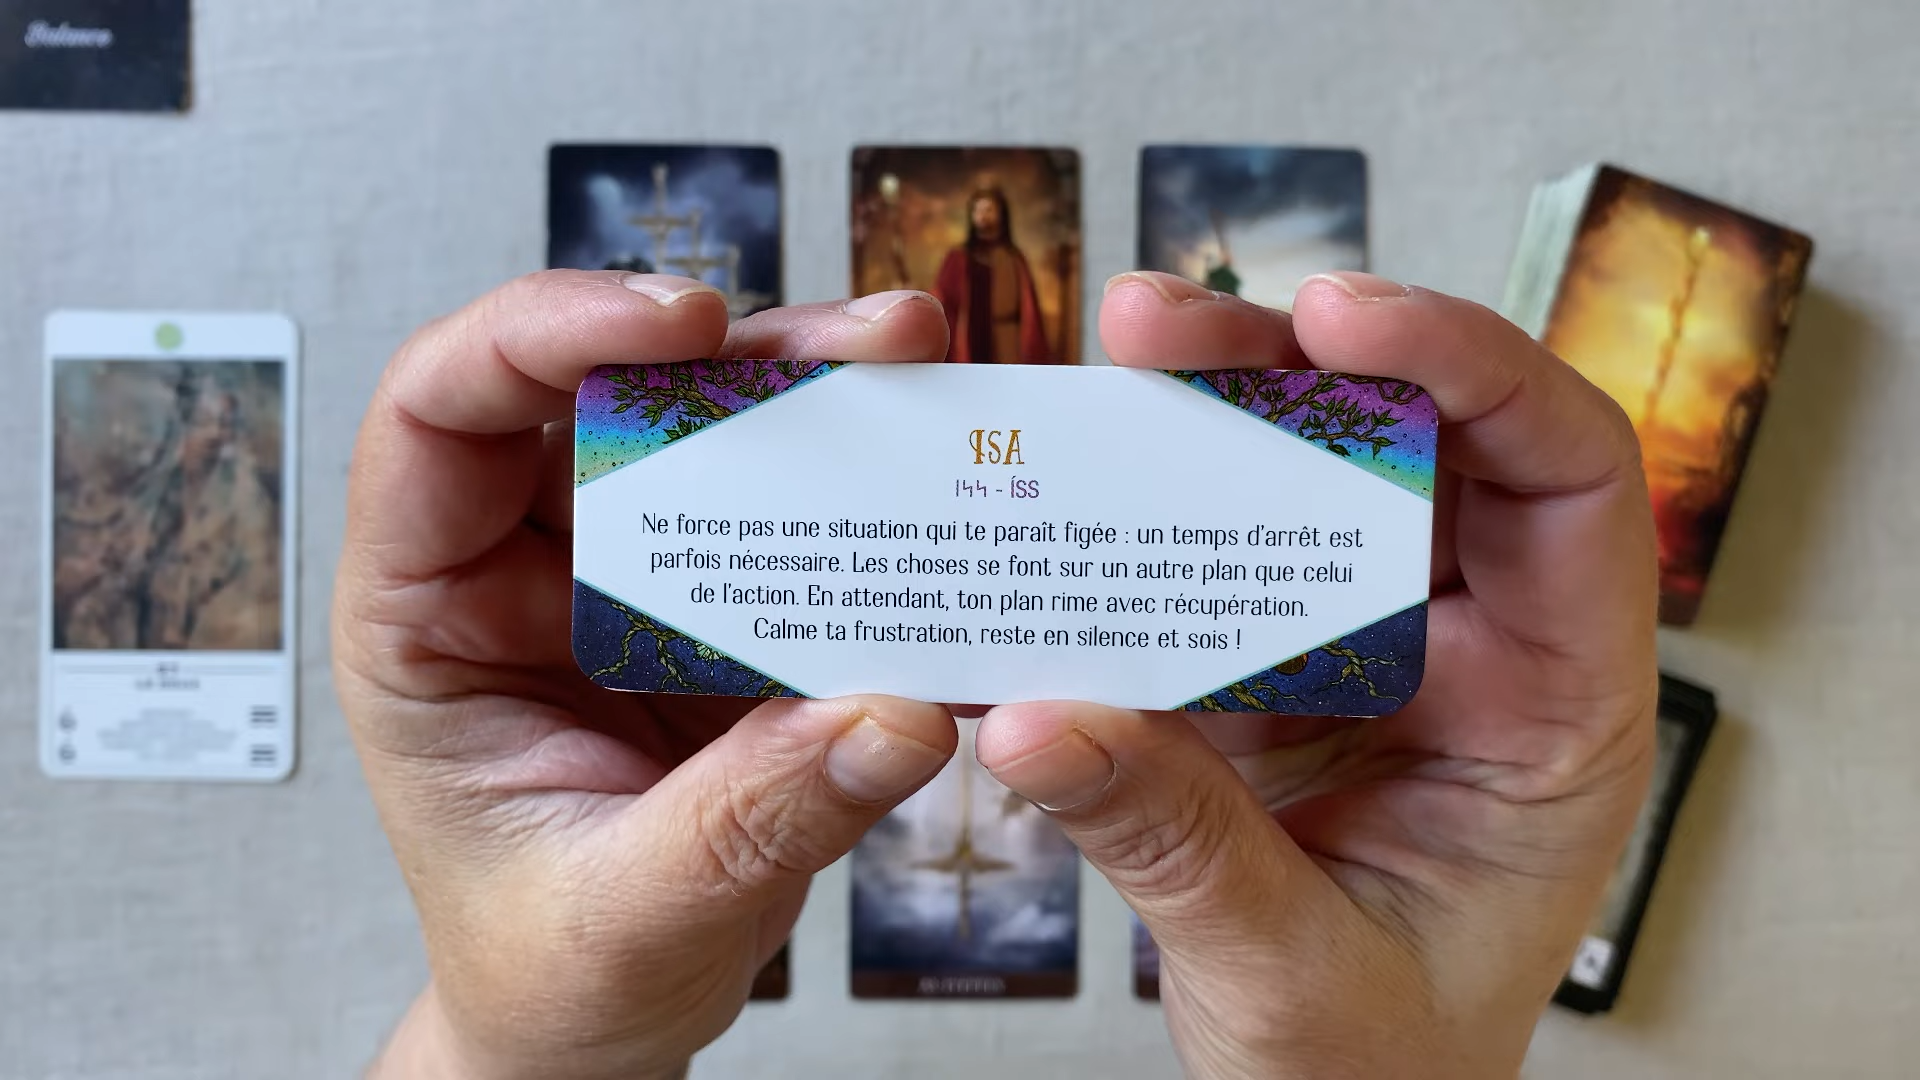 Balance
ISA
ᛁᛋᛋ - ÍSS
Ne force pas une situation qui te paraît figée : un temps d'arrêt est
parfois nécessaire. Les choses se font sur un autre plan que celui
de l'action. En attendant, ton plan rime avec récupération.
Calme ta frustration, reste en silence et sois !